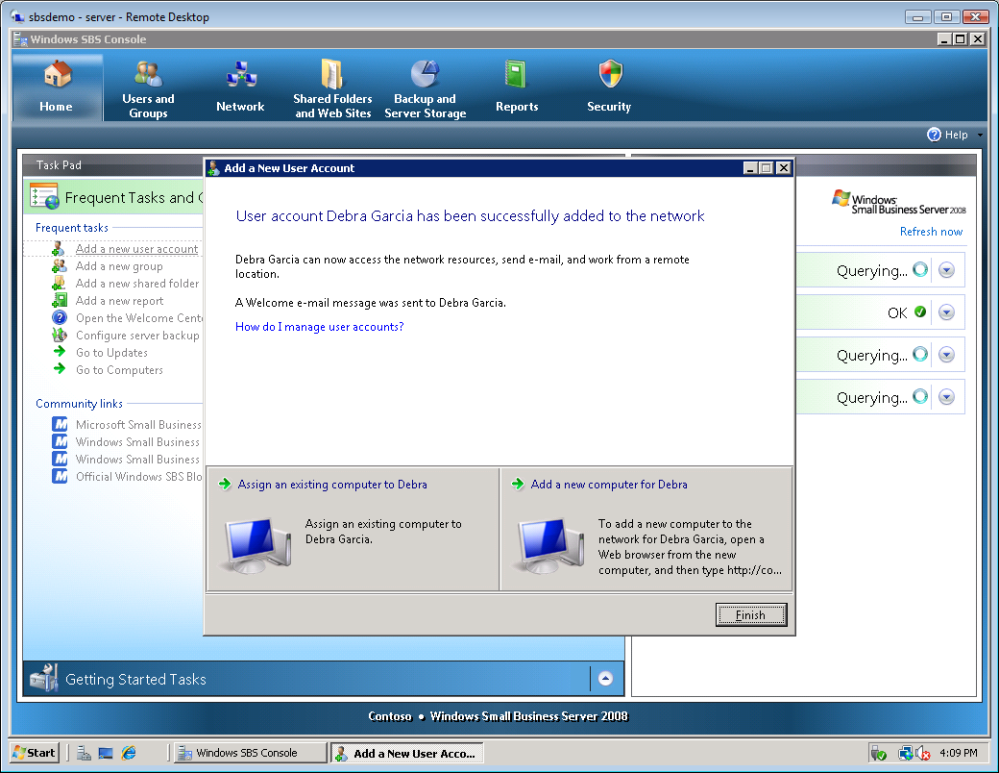 sbsdemo - server - Remote Desktop
Windows SBS Console
Home
Users and
Groups
Network
Shared Folders
and Web Sites
Backup and
Server Storage
Reports
Security
Help
Task Pad
Frequent Tasks and
Frequent tasks
Add a new user account
Add a new group
Add a new shared folder
Add a new report
Open the Welcome Cent
Configure server backup
Go to Updates
Go to Computers
Community links
Microsoft Small Business
Windows Small Business
Windows Small Business
Official Windows SBS Blo
Add a New User Account
User account Debra Garcia has been successfully added to the network
Debra Garcia can now access the network resources, send e-mail, and work from a remote
location.
A Welcome e-mail message was sent to Debra Garcia.
How do I manage user accounts?
Assign an existing computer to Debra
Assign an existing computer to
Debra Garcia.
Add a new computer for Debra
To add a new computer to the
network for Debra Garcia, open a
Web browser from the new
computer, and then type http://co...
Finish
Windows
Small Business Server 2008
Refresh now
Querying...
OK
Querying...
Querying...
Getting Started Tasks
Contoso • Windows Small Business Server 2008
Start
Windows SBS Console
Add a New User Acco...
4:09 PM